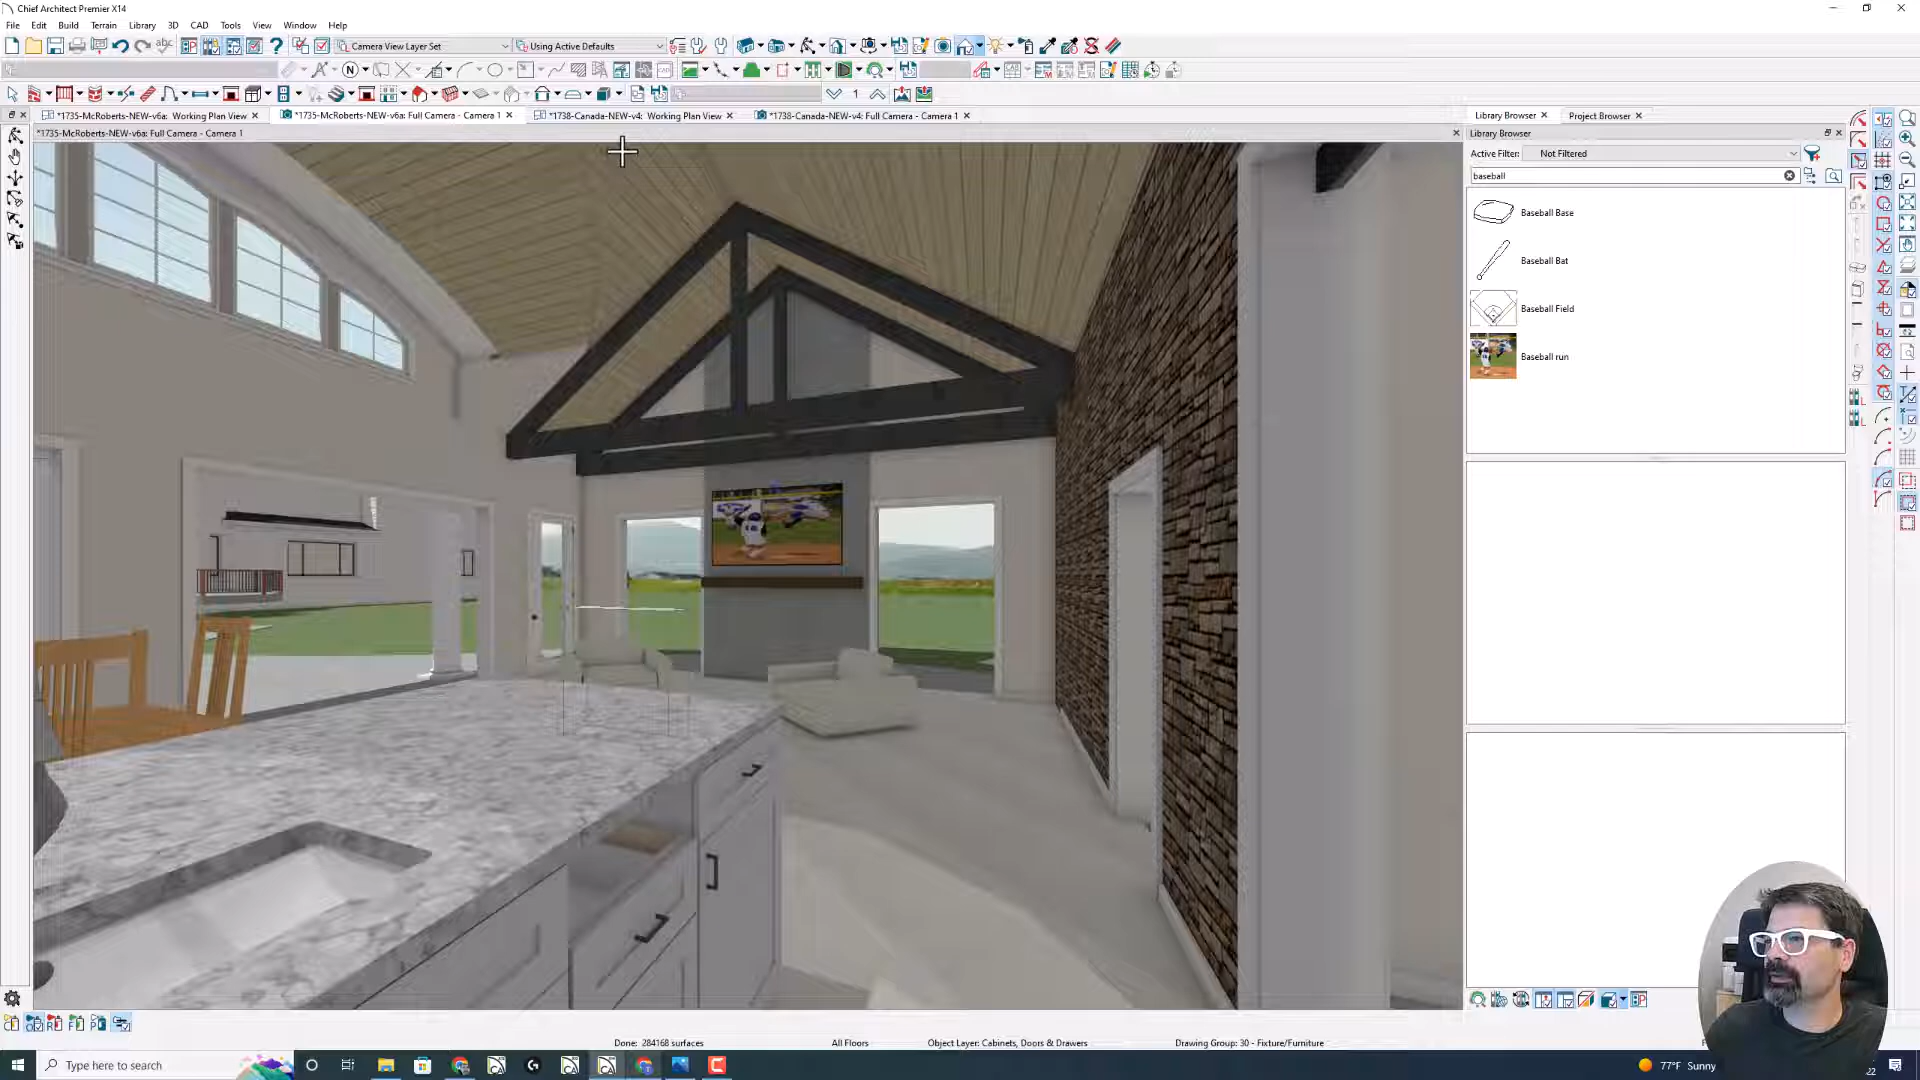 Chief Architect Premier X14
File Edit Build Terrain Library 3D CAD Tools View Window Help
Camera View Layer Set
Using Active Defaults
1
*1735-McRoberts-NEW-v6a: Working Plan View
*1735-McRoberts-NEW-v6a: Full Camera - Camera 1
*1738-Canada-NEW-v4: Working Plan View
*1738-Canada-NEW-v4: Full Camera - Camera 1
Library Browser
Project Browser
*1735-McRoberts-NEW-v6a: Full Camera - Camera 1
Library Browser
Active Filter:
Not Filtered
baseball
Baseball Base
Baseball Bat
Baseball Field
Baseball run
Done: 284168 surfaces
All Floors
Object Layer: Cabinets, Doors & Drawers
Drawing Group: 30 - Fixture/Furniture
Type here to search
77°F Sunny